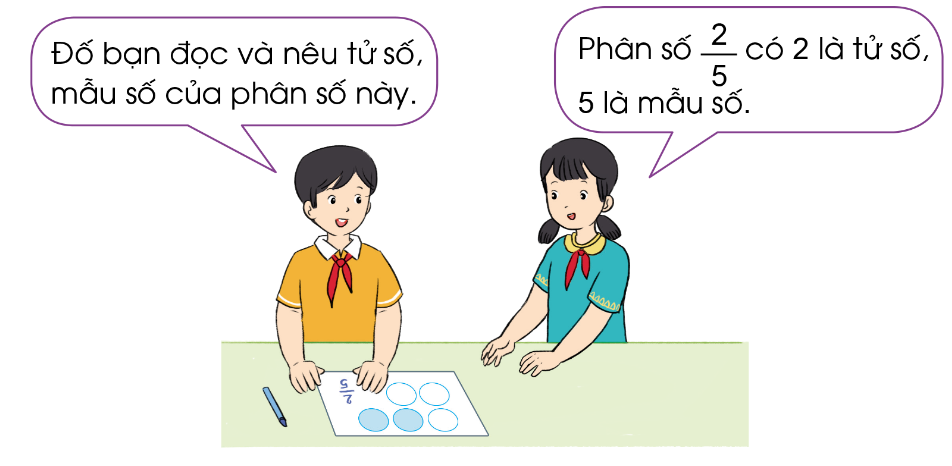 Đố bạn đọc và nêu tử số,
mẫu số của phân số này.
Phân số 2/5 có 2 là tử số,
5 là mẫu số.
2/5